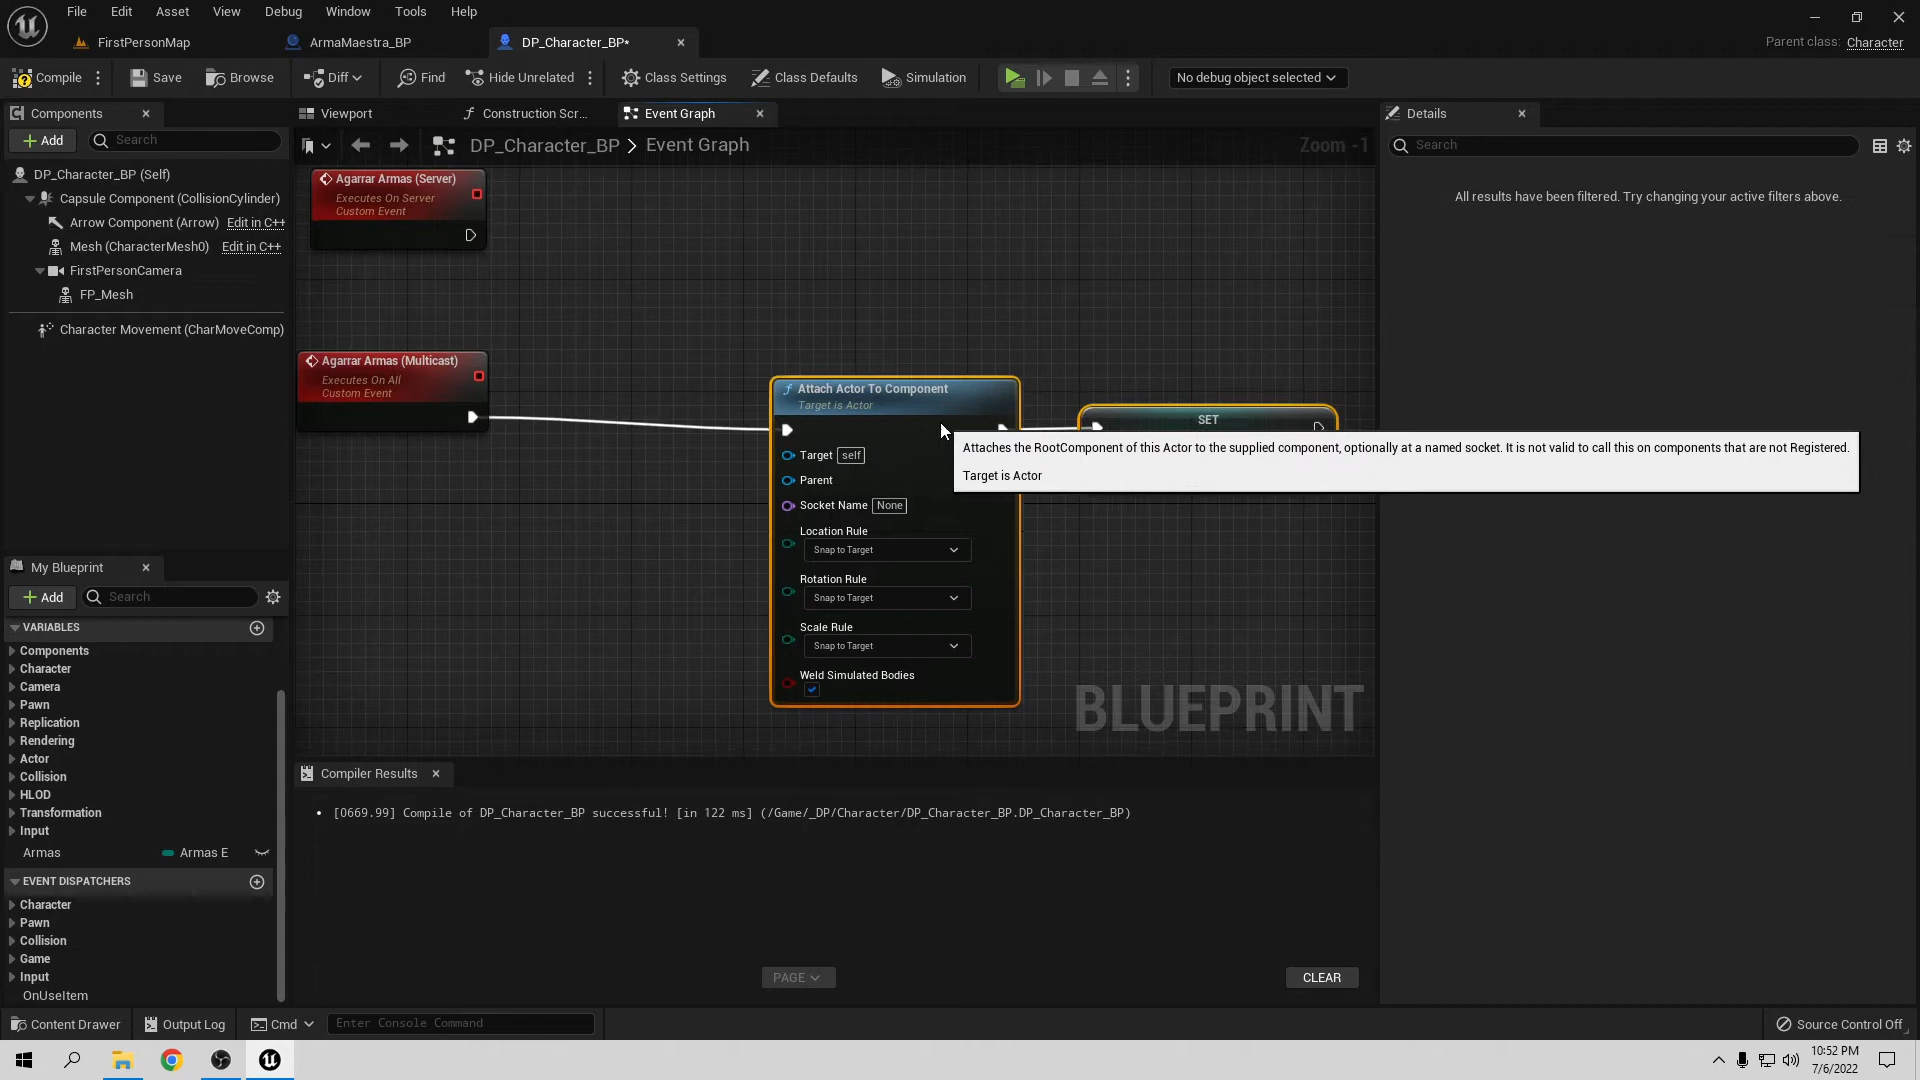 File Edit Asset View Debug Window Tools Help
FirstPersonMap ArmaMaestra_BP DP_Character_BP*
Parent class: Character
Compile Save Browse Diff Find Hide Unrelated Class Settings Class Defaults Simulation No debug object selected
Components
Add Search
DP_Character_BP (Self)
Capsule Component (CollisionCylinder)
Arrow Component (Arrow) Edit in C++
Mesh (CharacterMesh0) Edit in C++
FirstPersonCamera
FP_Mesh
Character Movement (CharMoveComp)
My Blueprint
Add Search
VARIABLES
Components
Character
Camera
Pawn
Replication
Rendering
Actor
Collision
HLOD
Transformation
Input
Armas Armas E
EVENT DISPATCHERS
Character
Pawn
Collision
Game
Input
OnUseItem
Viewport Construction Scr... Event Graph
DP_Character_BP > Event Graph
Zoom -1
Agarrar Armas (Server)
Executes On Server
Custom Event
Agarrar Armas (Multicast)
Executes On All
Custom Event
Attach Actor To Component
Target is Actor
Target self
Parent
Socket Name None
Location Rule
Snap to Target
Rotation Rule
Snap to Target
Scale Rule
Snap to Target
Weld Simulated Bodies
SET
Attaches the RootComponent of this Actor to the supplied component, optionally at a named socket. It is not valid to call this on components that are not Registered.
Target is Actor
BLUEPRINT
Compiler Results
[0669.99] Compile of DP_Character_BP successful! [in 122 ms] (/Game/_DP/Character/DP_Character_BP.DP_Character_BP)
PAGE
CLEAR
Details
Search
All results have been filtered. Try changing your active filters above.
Content Drawer Output Log Cmd Enter Console Command Source Control Off
10:52 PM
7/6/2022